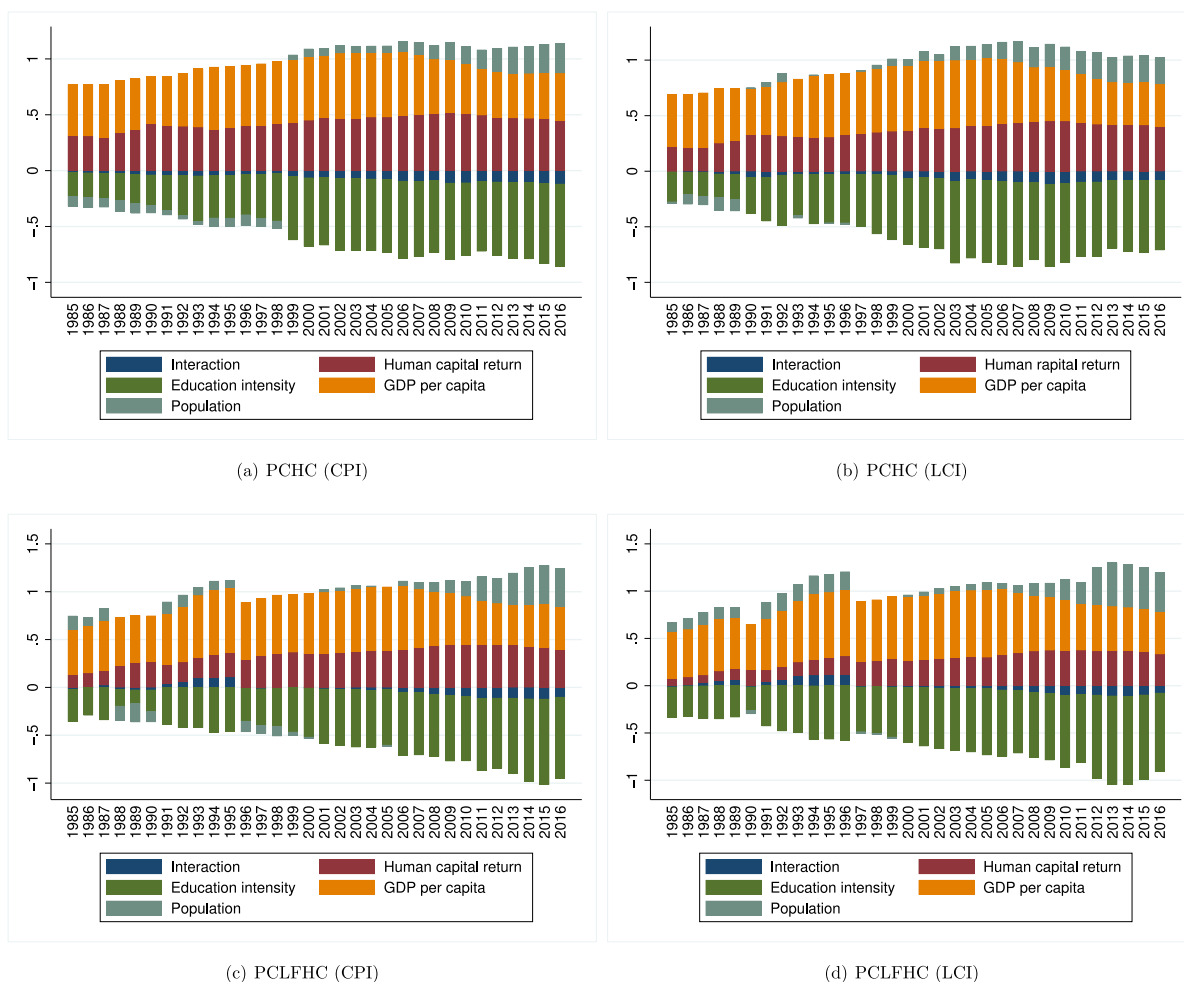 1
.5
0
-.5
-1
1985 1986 1987 1988 1989 1990 1991 1992 1993 1994 1995 1996 1997 1998 1999 2000 2001 2002 2003 2004 2005 2006 2007 2008 2009 2010 2011 2012 2013 2014 2015 2016
Interaction Human capital return
Education intensity GDP per capita
Population
(a) PCHC (CPI)
1
.5
0
-.5
-1
1985 1986 1987 1988 1989 1990 1991 1992 1993 1994 1995 1996 1997 1998 1999 2000 2001 2002 2003 2004 2005 2006 2007 2008 2009 2010 2011 2012 2013 2014 2015 2016
Interaction Human rapital return
Education intensity GDP per capita
Population
(b) PCHC (LCI)
1.5
1
.5
0
-.5
-1
1985 1986 1987 1988 1989 1990 1991 1992 1993 1994 1995 1996 1997 1998 1999 2000 2001 2002 2003 2004 2005 2006 2007 2008 2009 2010 2011 2012 2013 2014 2015 2016
Interaction Human capital return
Education intensity GDP per capita
Population
(c) PCLFHC (CPI)
1.5
1
.5
0
-.5
-1
1985 1986 1987 1988 1989 1990 1991 1992 1993 1994 1995 1996 1997 1998 1999 2000 2001 2002 2003 2004 2005 2006 2007 2008 2009 2010 2011 2012 2013 2014 2015 2016
Interaction Human capital return
Education intensity GDP per capita
Population
(d) PCLFHC (LCI)